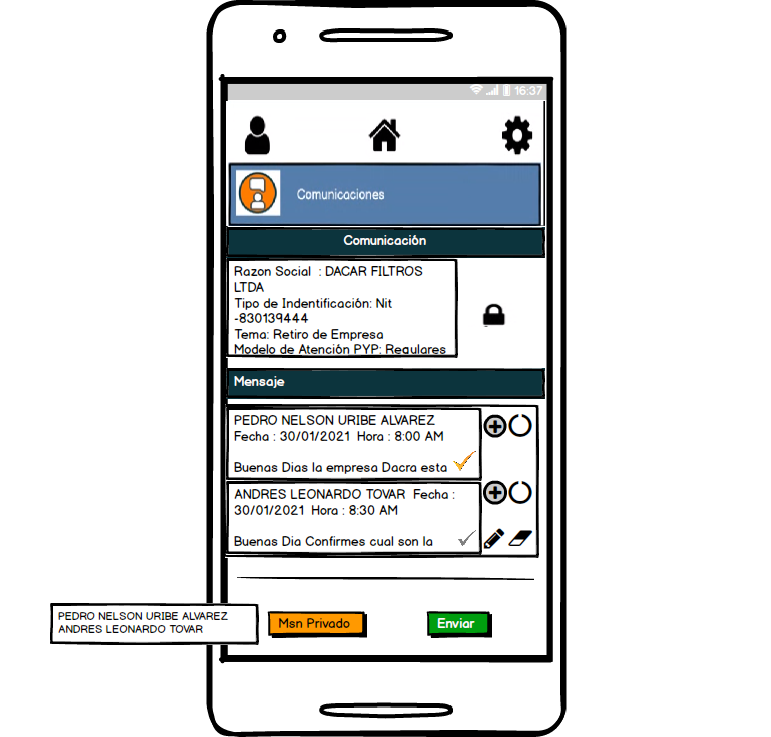 16:37
Comunicaciones
Comunicación
Razon Social : DACAR FILTROS
LTDA
Tipo de Indentificación: Nit
-830139444
Tema: Retiro de Empresa
Modelo de Atención PYP: Regulares
Mensaje
PEDRO NELSON URIBE ALVAREZ
Fecha : 30/01/2021 Hora : 8:00 AM
Buenas Dias la empresa Dacra esta
ANDRES LEONARDO TOVAR Fecha :
30/01/2021 Hora : 8:30 AM
Buenas Dia Confirmes cual son la
PEDRO NELSON URIBE ALVAREZ
ANDRES LEONARDO TOVAR
Msn Privado
Enviar